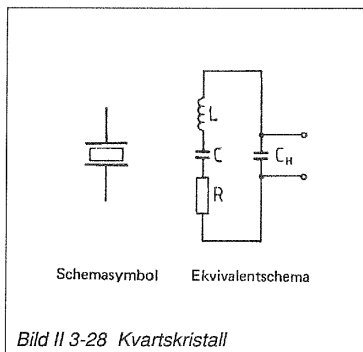 L
C
C_H
R
Schemasymbol
Ekvivalentschema
Bild II 3-28 Kvartskristall